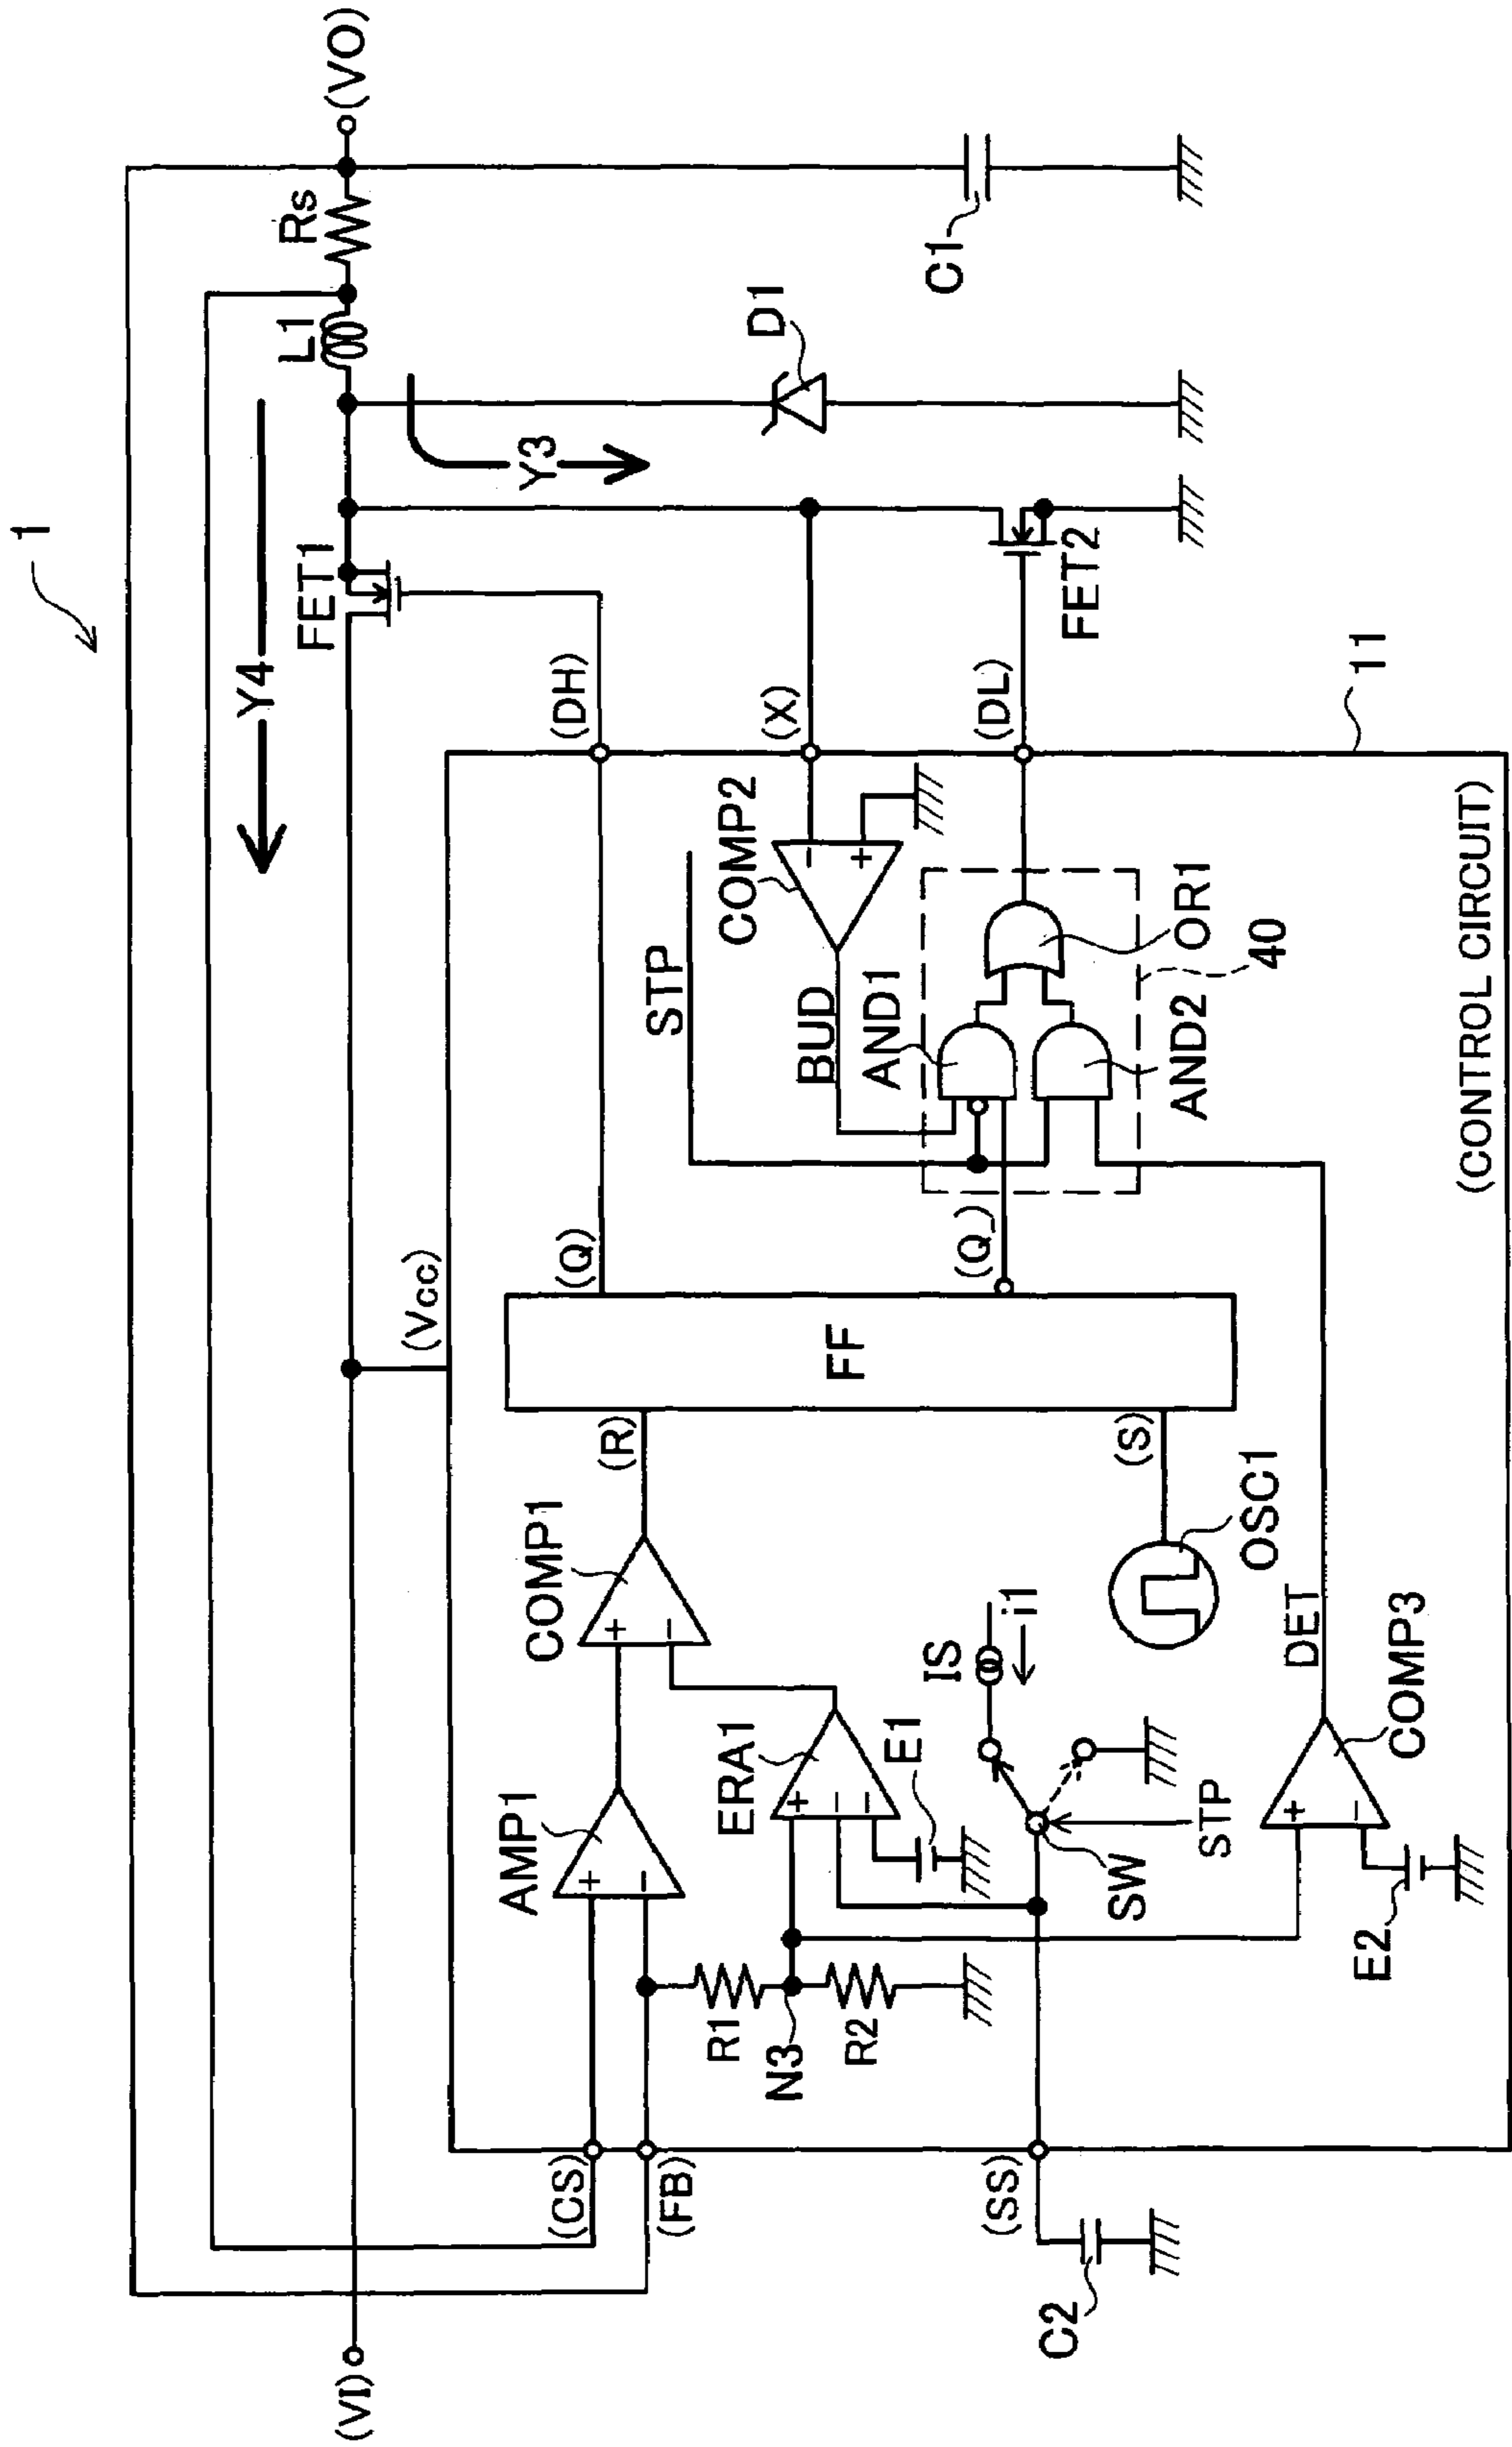 1
(VI)
(VO)
Y4
FET1
L1
Rs
Y3
D1
C1
(Vcc)
(CS)
(FB)
(SS)
C2
AMP1
COMP1
(R)
(Q)
(DH)
R1
N3
R2
ERA1
E1
IS
i1
SW
STP
FF
(S)
OSC1
(Q_)
STP
COMP2
(X)
BUD
AND1
AND2
OR1
40
(DL)
FET2
E2
COMP3
DET
11
(CONTROL CIRCUIT)